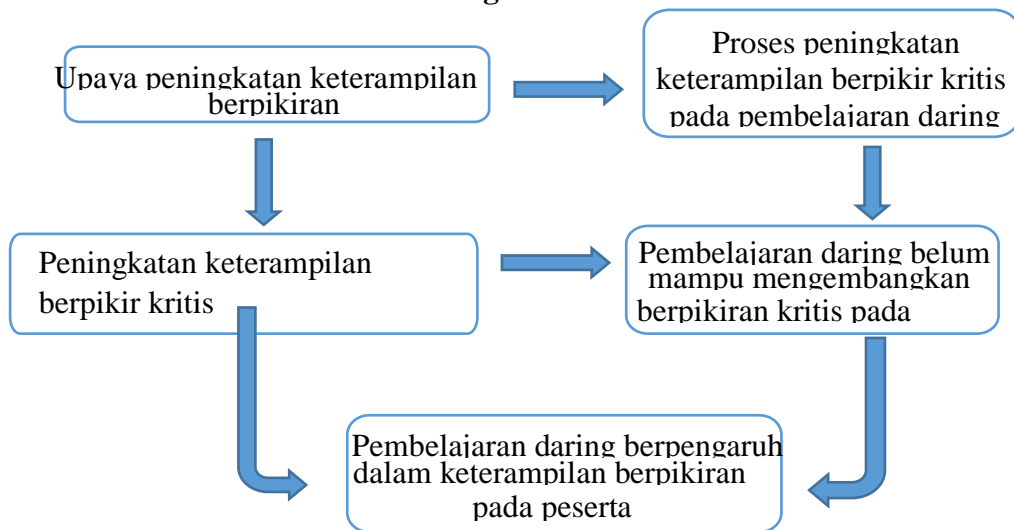 Upaya peningkatan keterampilan
berpikiran
Proses peningkatan
keterampilan berpikir kritis
pada pembelajaran daring
Peningkatan keterampilan
berpikir kritis
Pembelajaran daring belum
mampu mengembangkan
berpikiran kritis pada
Pembelajaran daring berpengaruh
dalam keterampilan berpikiran
pada peserta